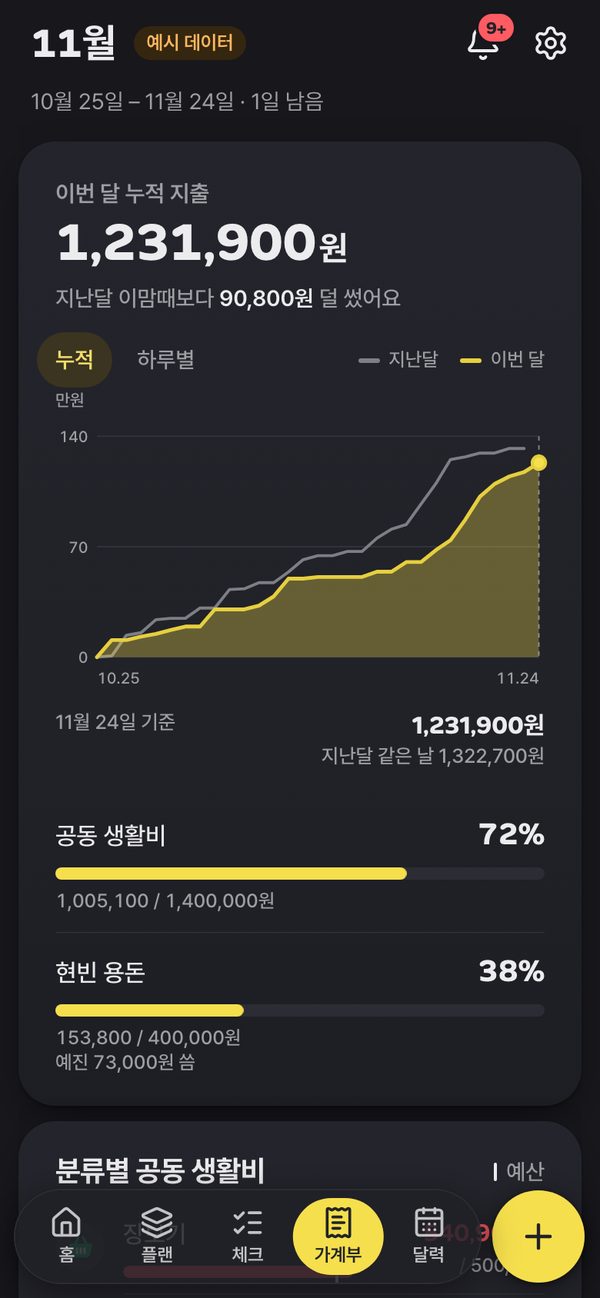 11월 예시 데이터 9+
10월 25일 – 11월 24일 · 1일 남음
이번 달 누적 지출
1,231,900원
지난달 이맘때보다 90,800원 덜 썼어요
누적 하루별 지난달 이번 달
만원
140
70
0
10.25 11.24
11월 24일 기준 1,231,900원
지난달 같은 날 1,322,700원
공동 생활비 72%
1,005,100 / 1,400,000원
현빈 용돈 38%
153,800 / 400,000원
예진 73,000원 씀
분류별 공동 생활비 예산
홈 플랜 체크 가계부 달력